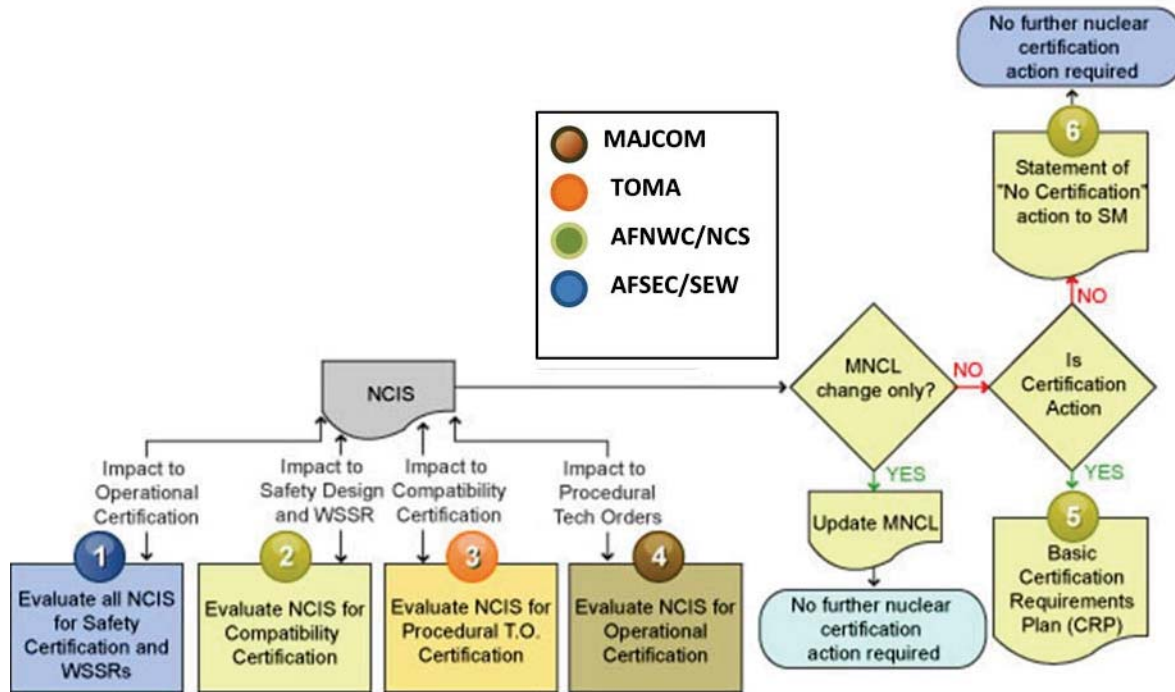 No further nuclear
certification
action required
6
Statement of
"No Certification"
action to SM
MAJCOM
TOMA
AFNWC/NCS
AFSEC/SEW
NCIS
MNCL
change only?
NO
Is
Certification
Action
NO
YES
YES
Impact to
Operational
Certification
Impact to
Safety Design
and WSSR
Impact to
Compatibility
Certification
Impact to
Procedural
Tech Orders
Update MNCL
5
Basic
Certification
Requirements
Plan (CRP)
1
Evaluate all NCIS
for Safety
Certification and
WSSRs
2
Evaluate NCIS for
Compatibility
Certification
3
Evaluate NCIS for
Procedural T.O.
Certification
4
Evaluate NCIS for
Operational
Certification
No further nuclear
certification
action required